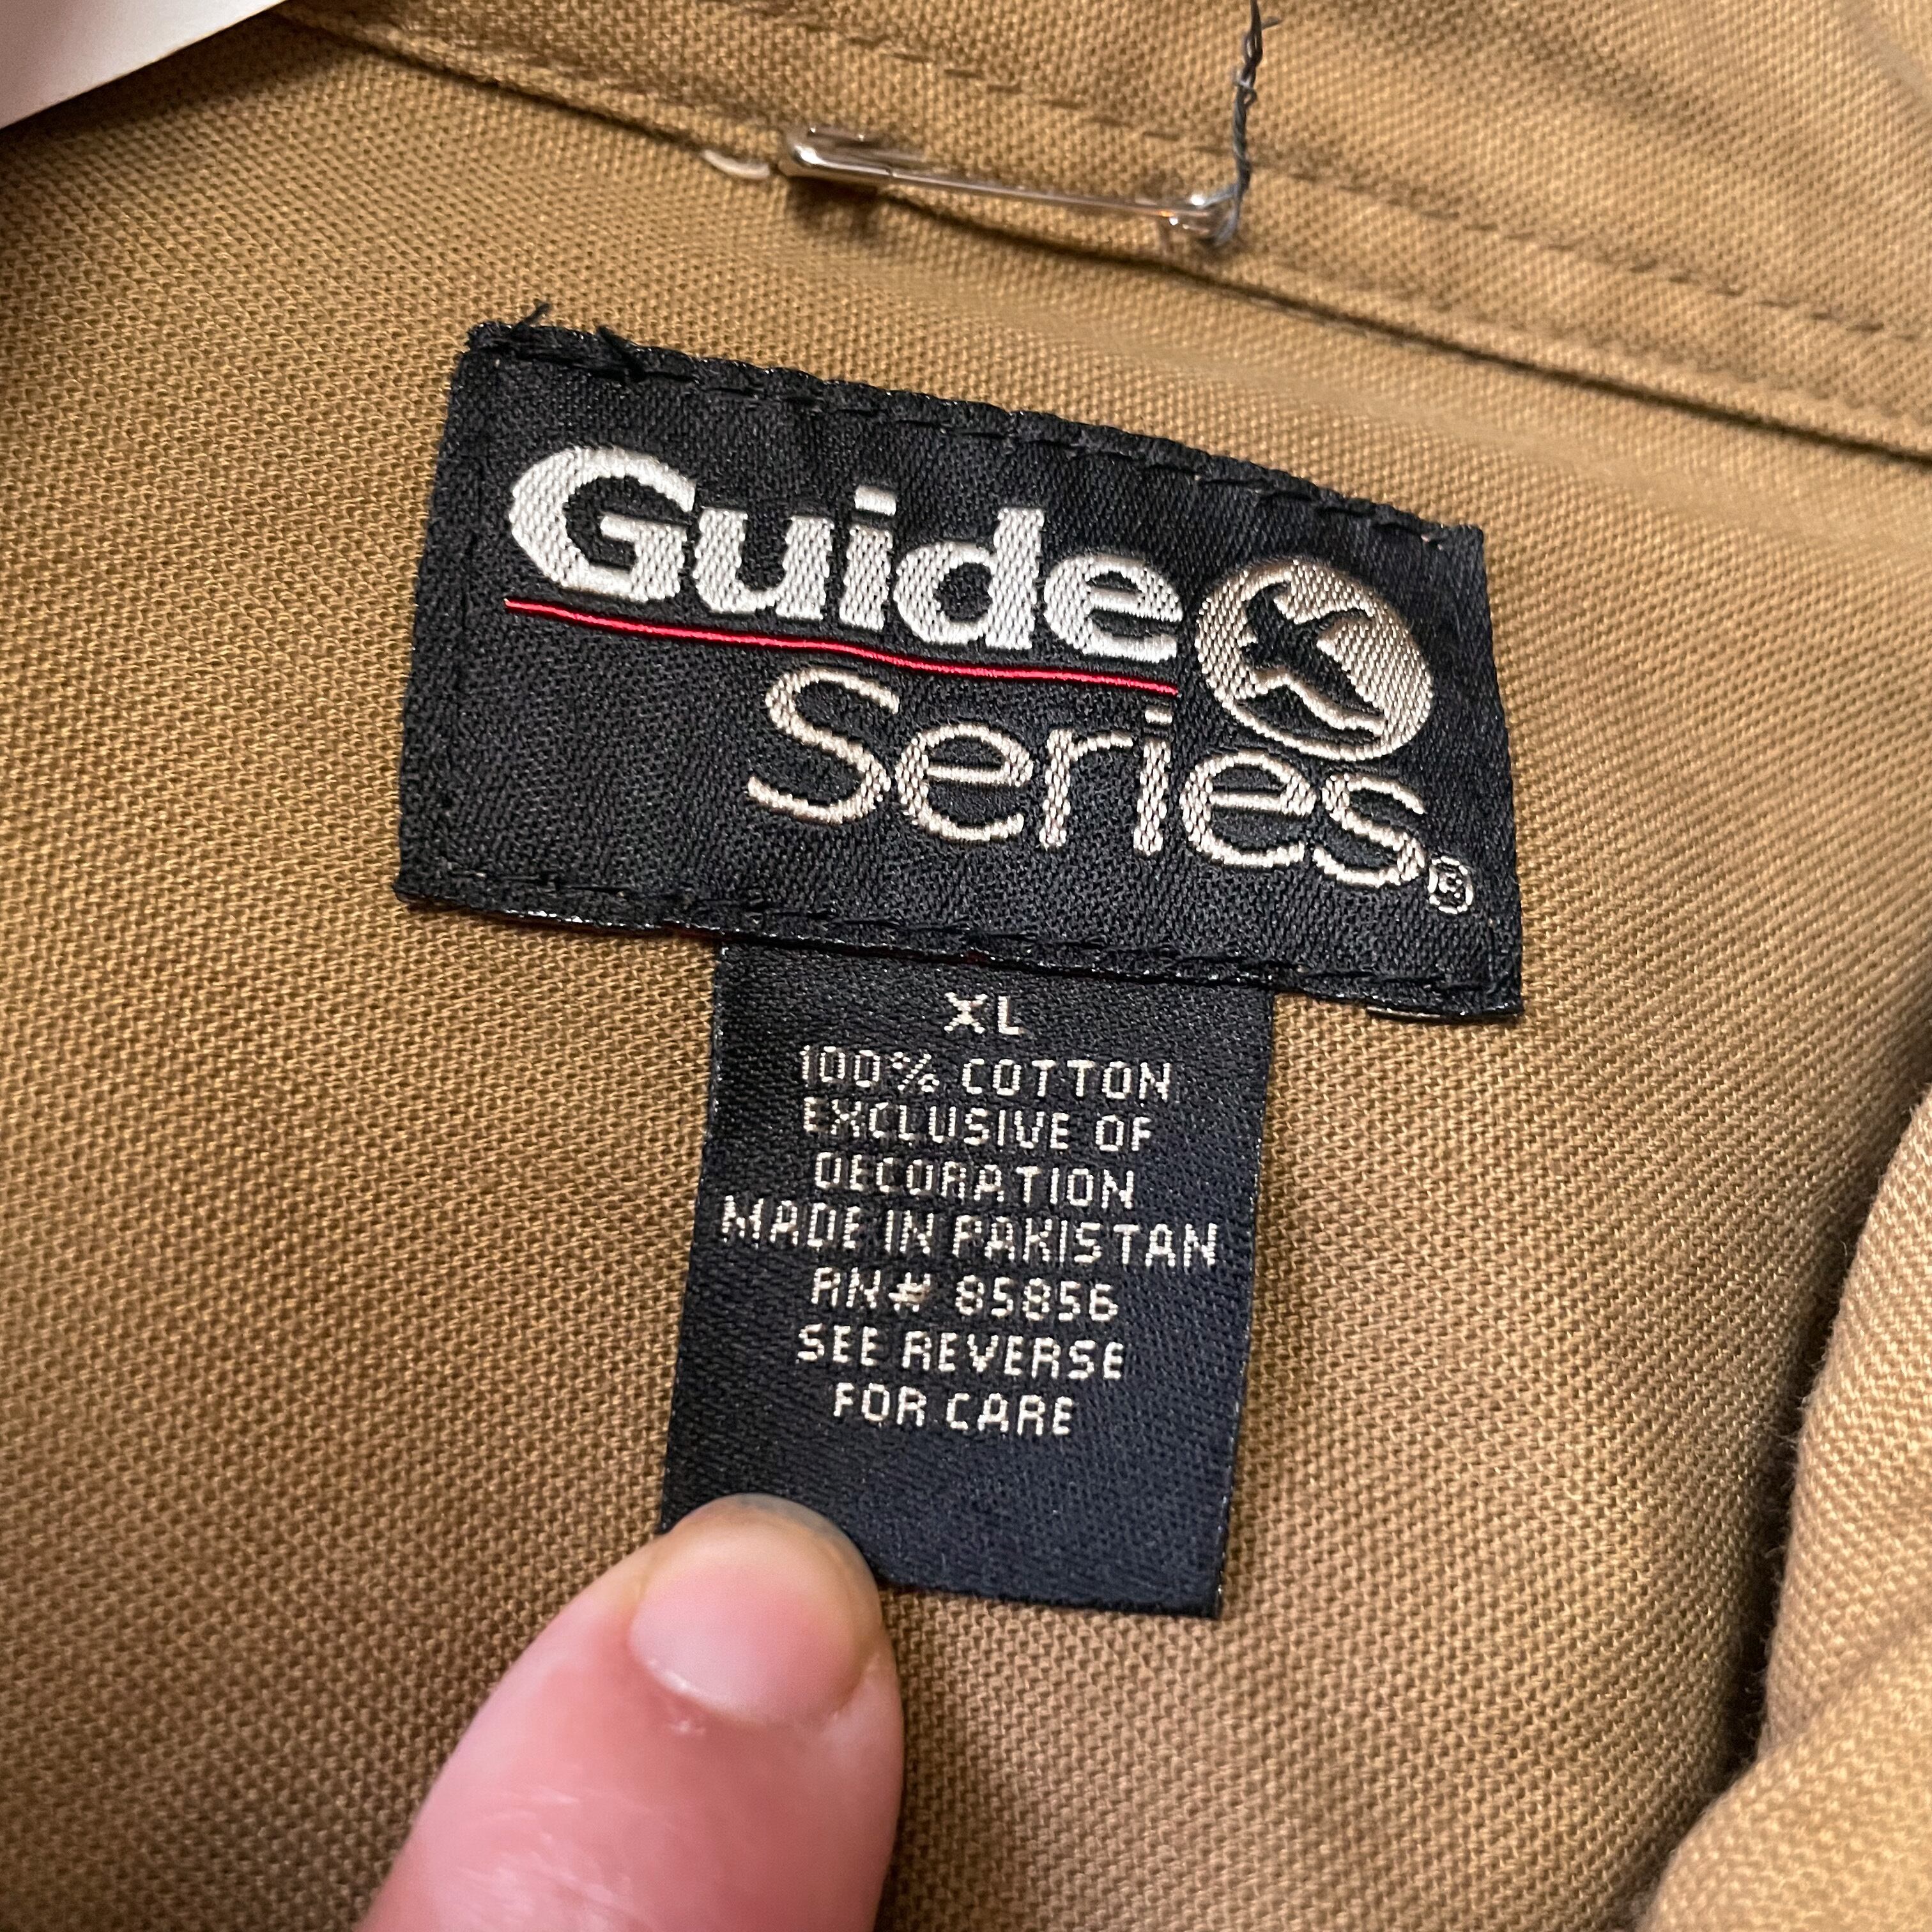 Guide
Series®
XL
100% COTTON
EXCLUSIVE OF
DECORATION
MADE IN PAKISTAN
RN# 85856
SEE REVERSE
FOR CARE